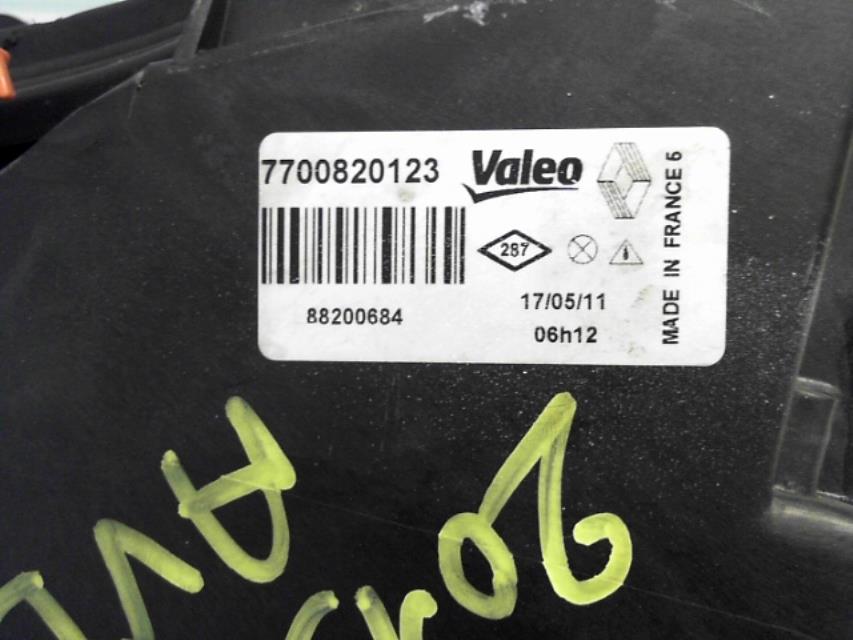 7700820123 Valeo
287
88200684
17/05/11
06h12
MADE IN FRANCE 6